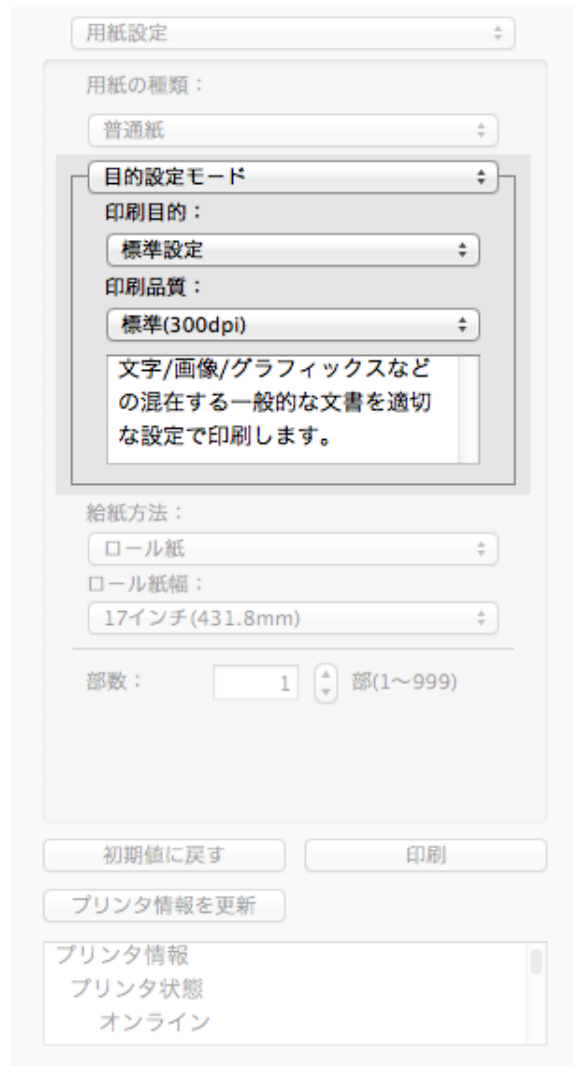 用紙設定
用紙の種類：
普通紙
目的設定モード
印刷目的：
標準設定
印刷品質：
標準(300dpi)
文字/画像/グラフィックスなど
の混在する一般的な文書を適切
な設定で印刷します。
給紙方法：
ロール紙
ロール紙幅：
17インチ(431.8mm)
部数： 1 部(1～999)
初期値に戻す 印刷
プリンタ情報を更新
プリンタ情報
プリンタ状態
オンライン